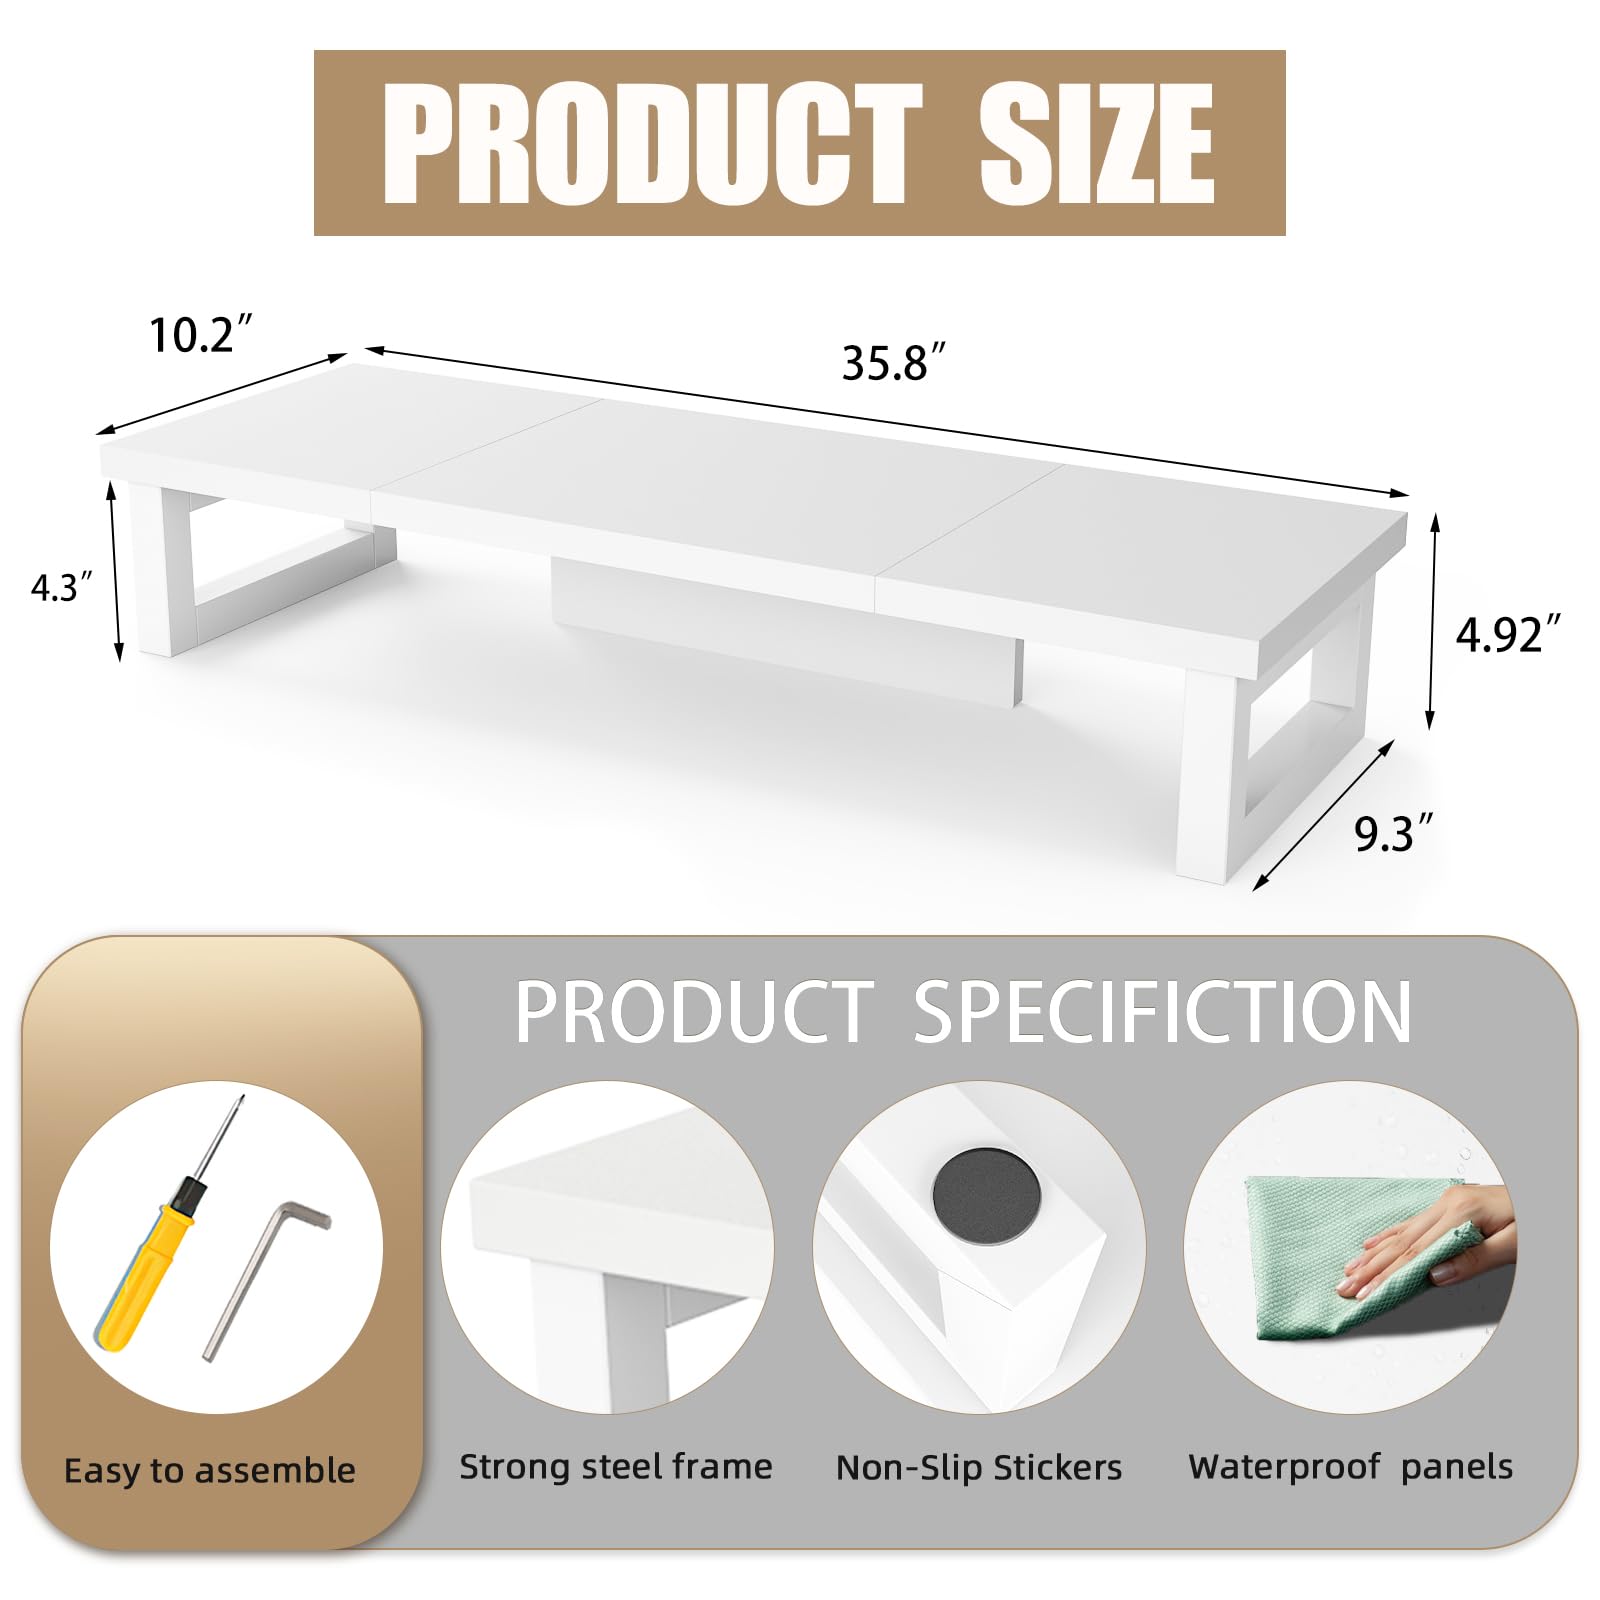 PRODUCT SIZE
10.2″
35.8″
4.3″
4.92″
9.3″
PRODUCT SPECIFICTION
Easy to assemble
Strong steel frame
Non-Slip Stickers
Waterproof panels